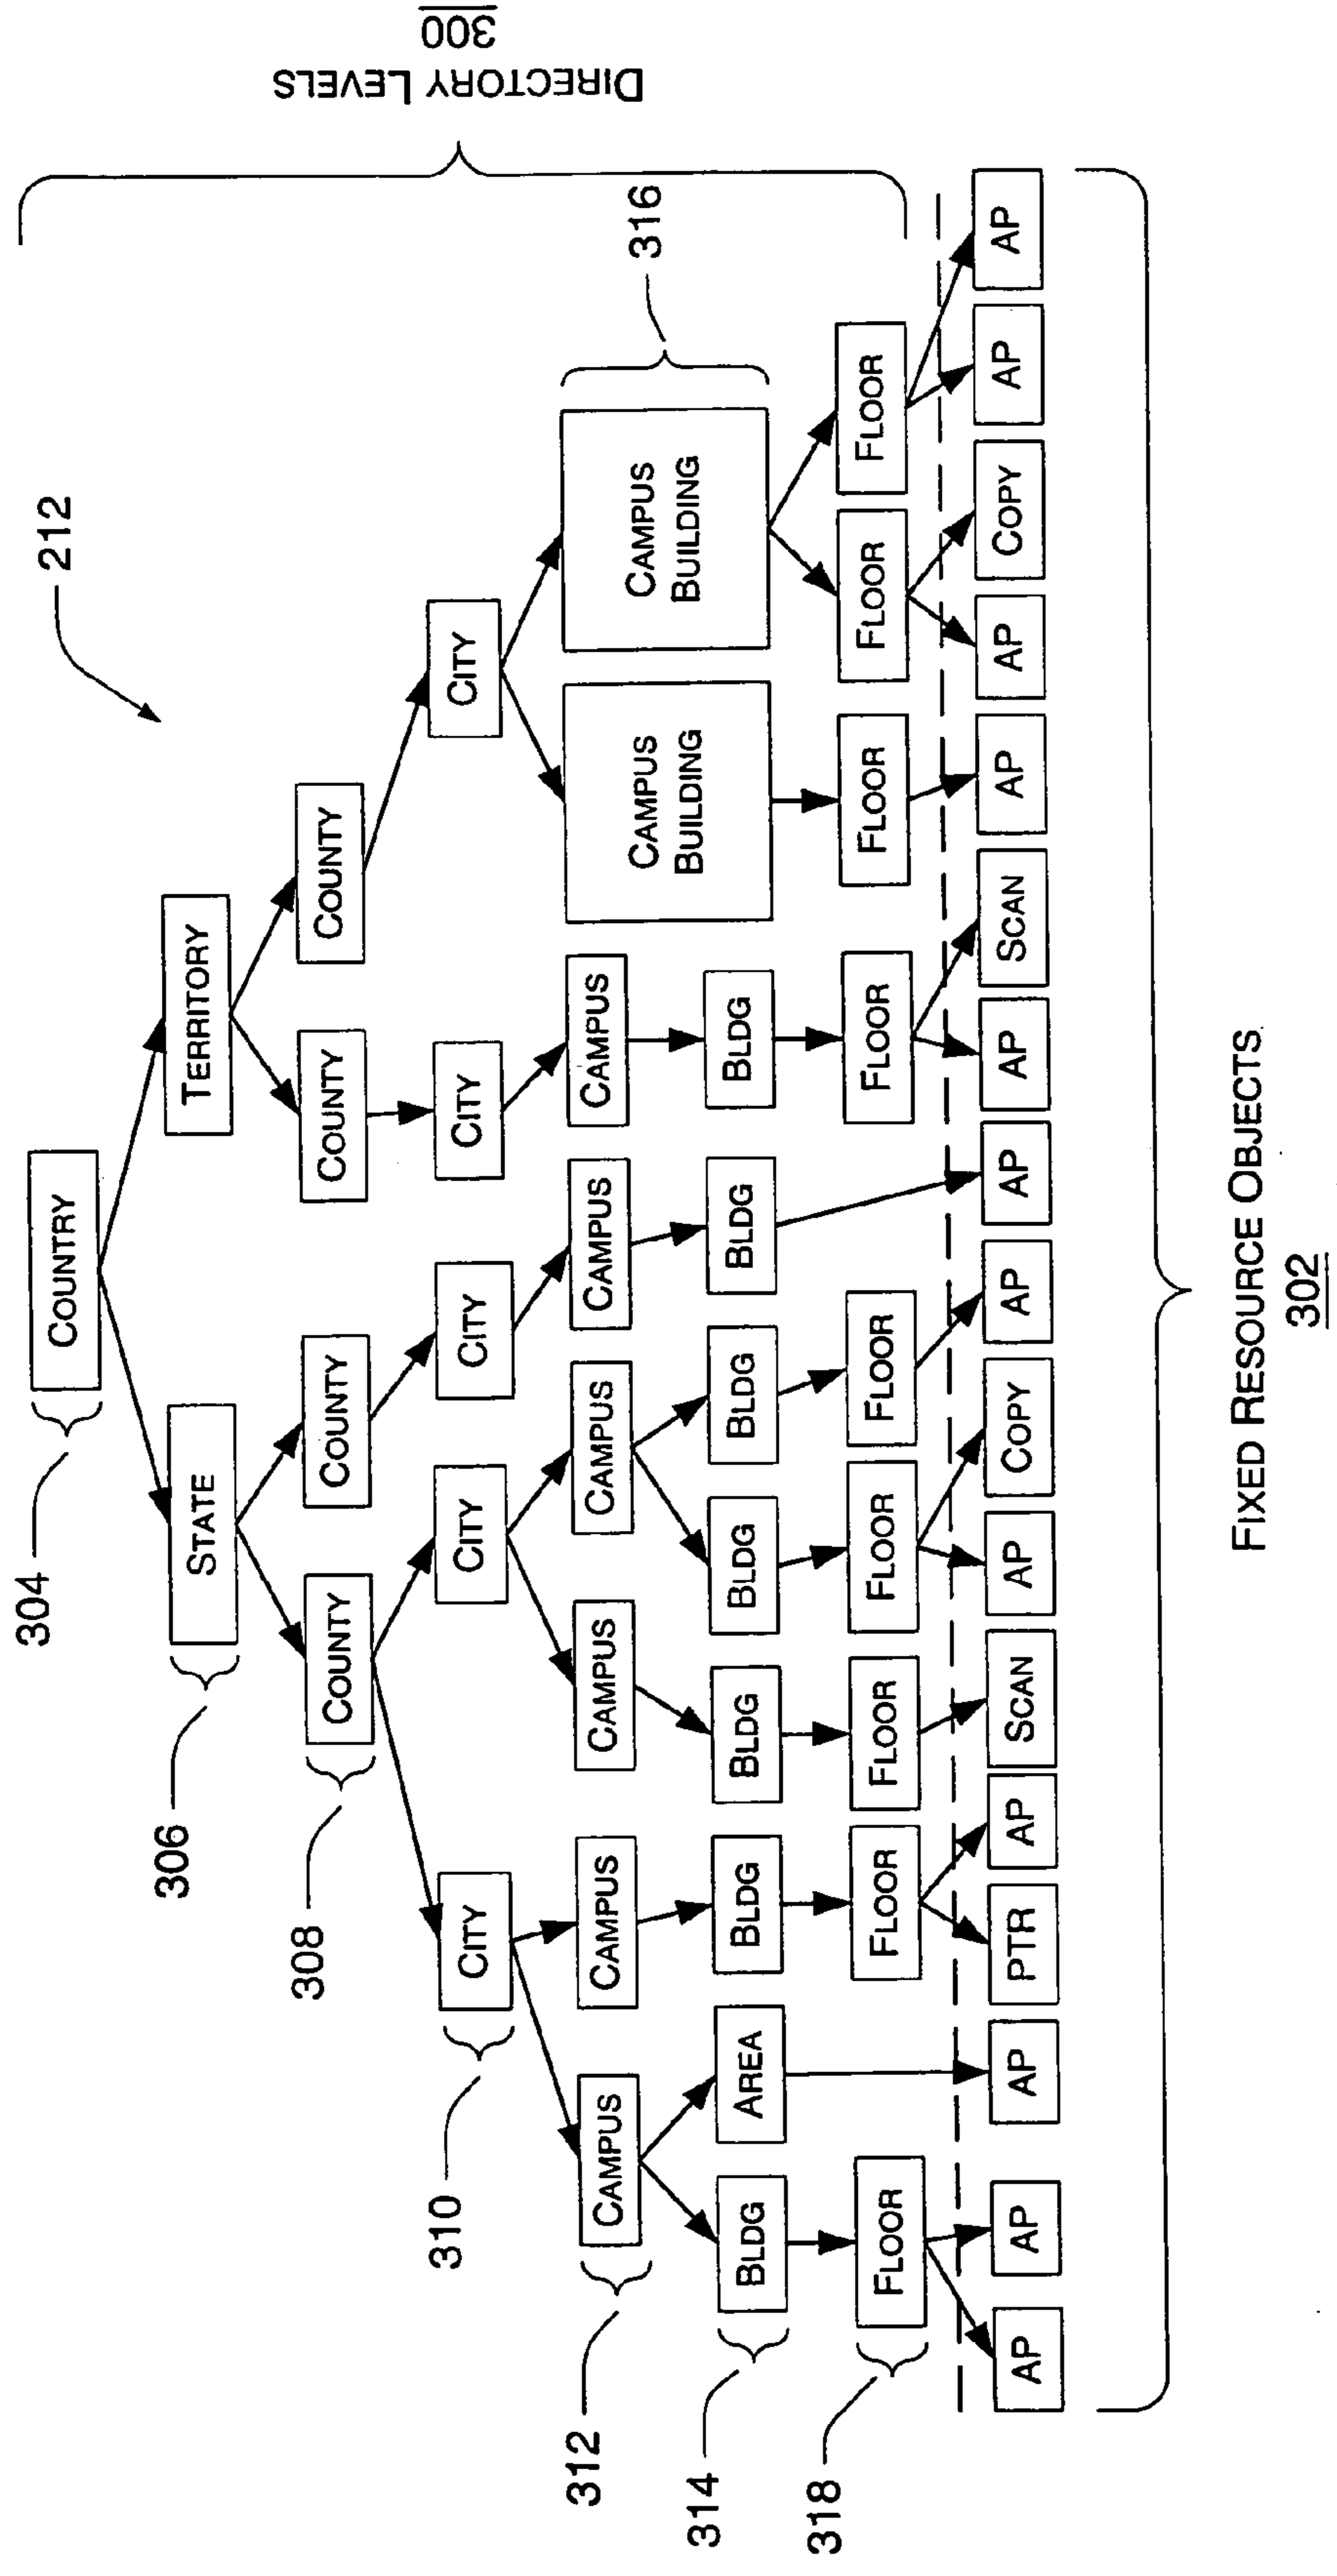 212
304
COUNTRY
306
STATE TERRITORY
308
COUNTY COUNTY COUNTY COUNTY
310
CITY CITY CITY CITY CITY
312
CAMPUS CAMPUS CAMPUS CAMPUS CAMPUS CAMPUS
CAMPUS BUILDING
CAMPUS BUILDING
316
314
BLDG AREA BLDG BLDG BLDG BLDG BLDG BLDG
318
FLOOR FLOOR FLOOR FLOOR FLOOR FLOOR FLOOR FLOOR FLOOR
AP AP AP PTR AP SCAN AP COPY AP AP AP SCAN AP AP COPY AP AP
DIRECTORY LEVELS
300
FIXED RESOURCE OBJECTS
302